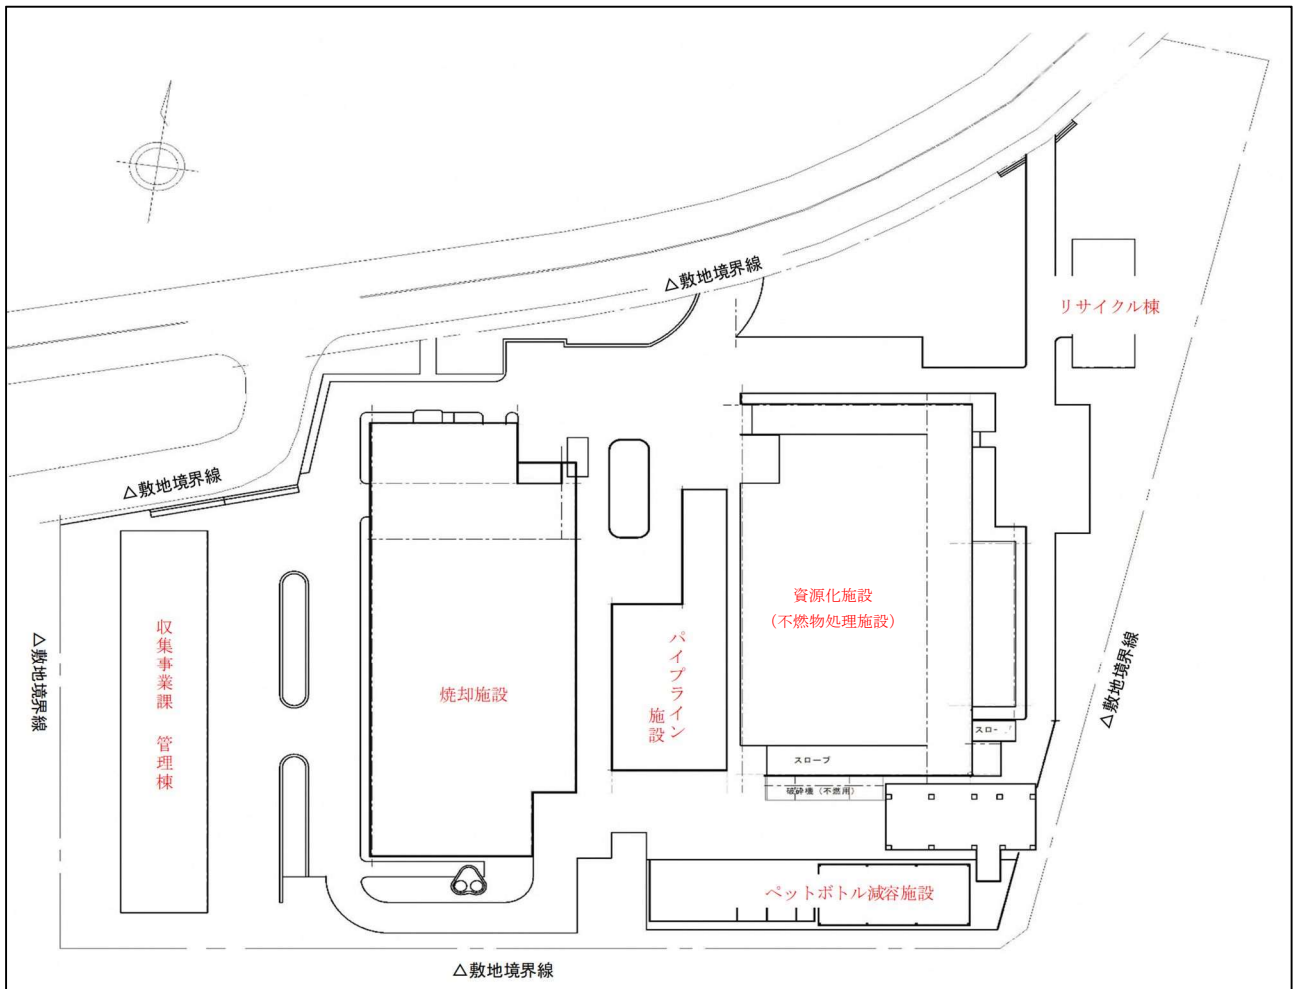 △敷地境界線
リサイクル棟
△敷地境界線
資源化施設
（不燃物処理施設）
収集事業課 管理棟
△敷地境界線
パイプライン
施設
焼却施設
△敷地境界線
スロー
スロープ
破砕機（不燃用）
ペットボトル減容施設
△敷地境界線